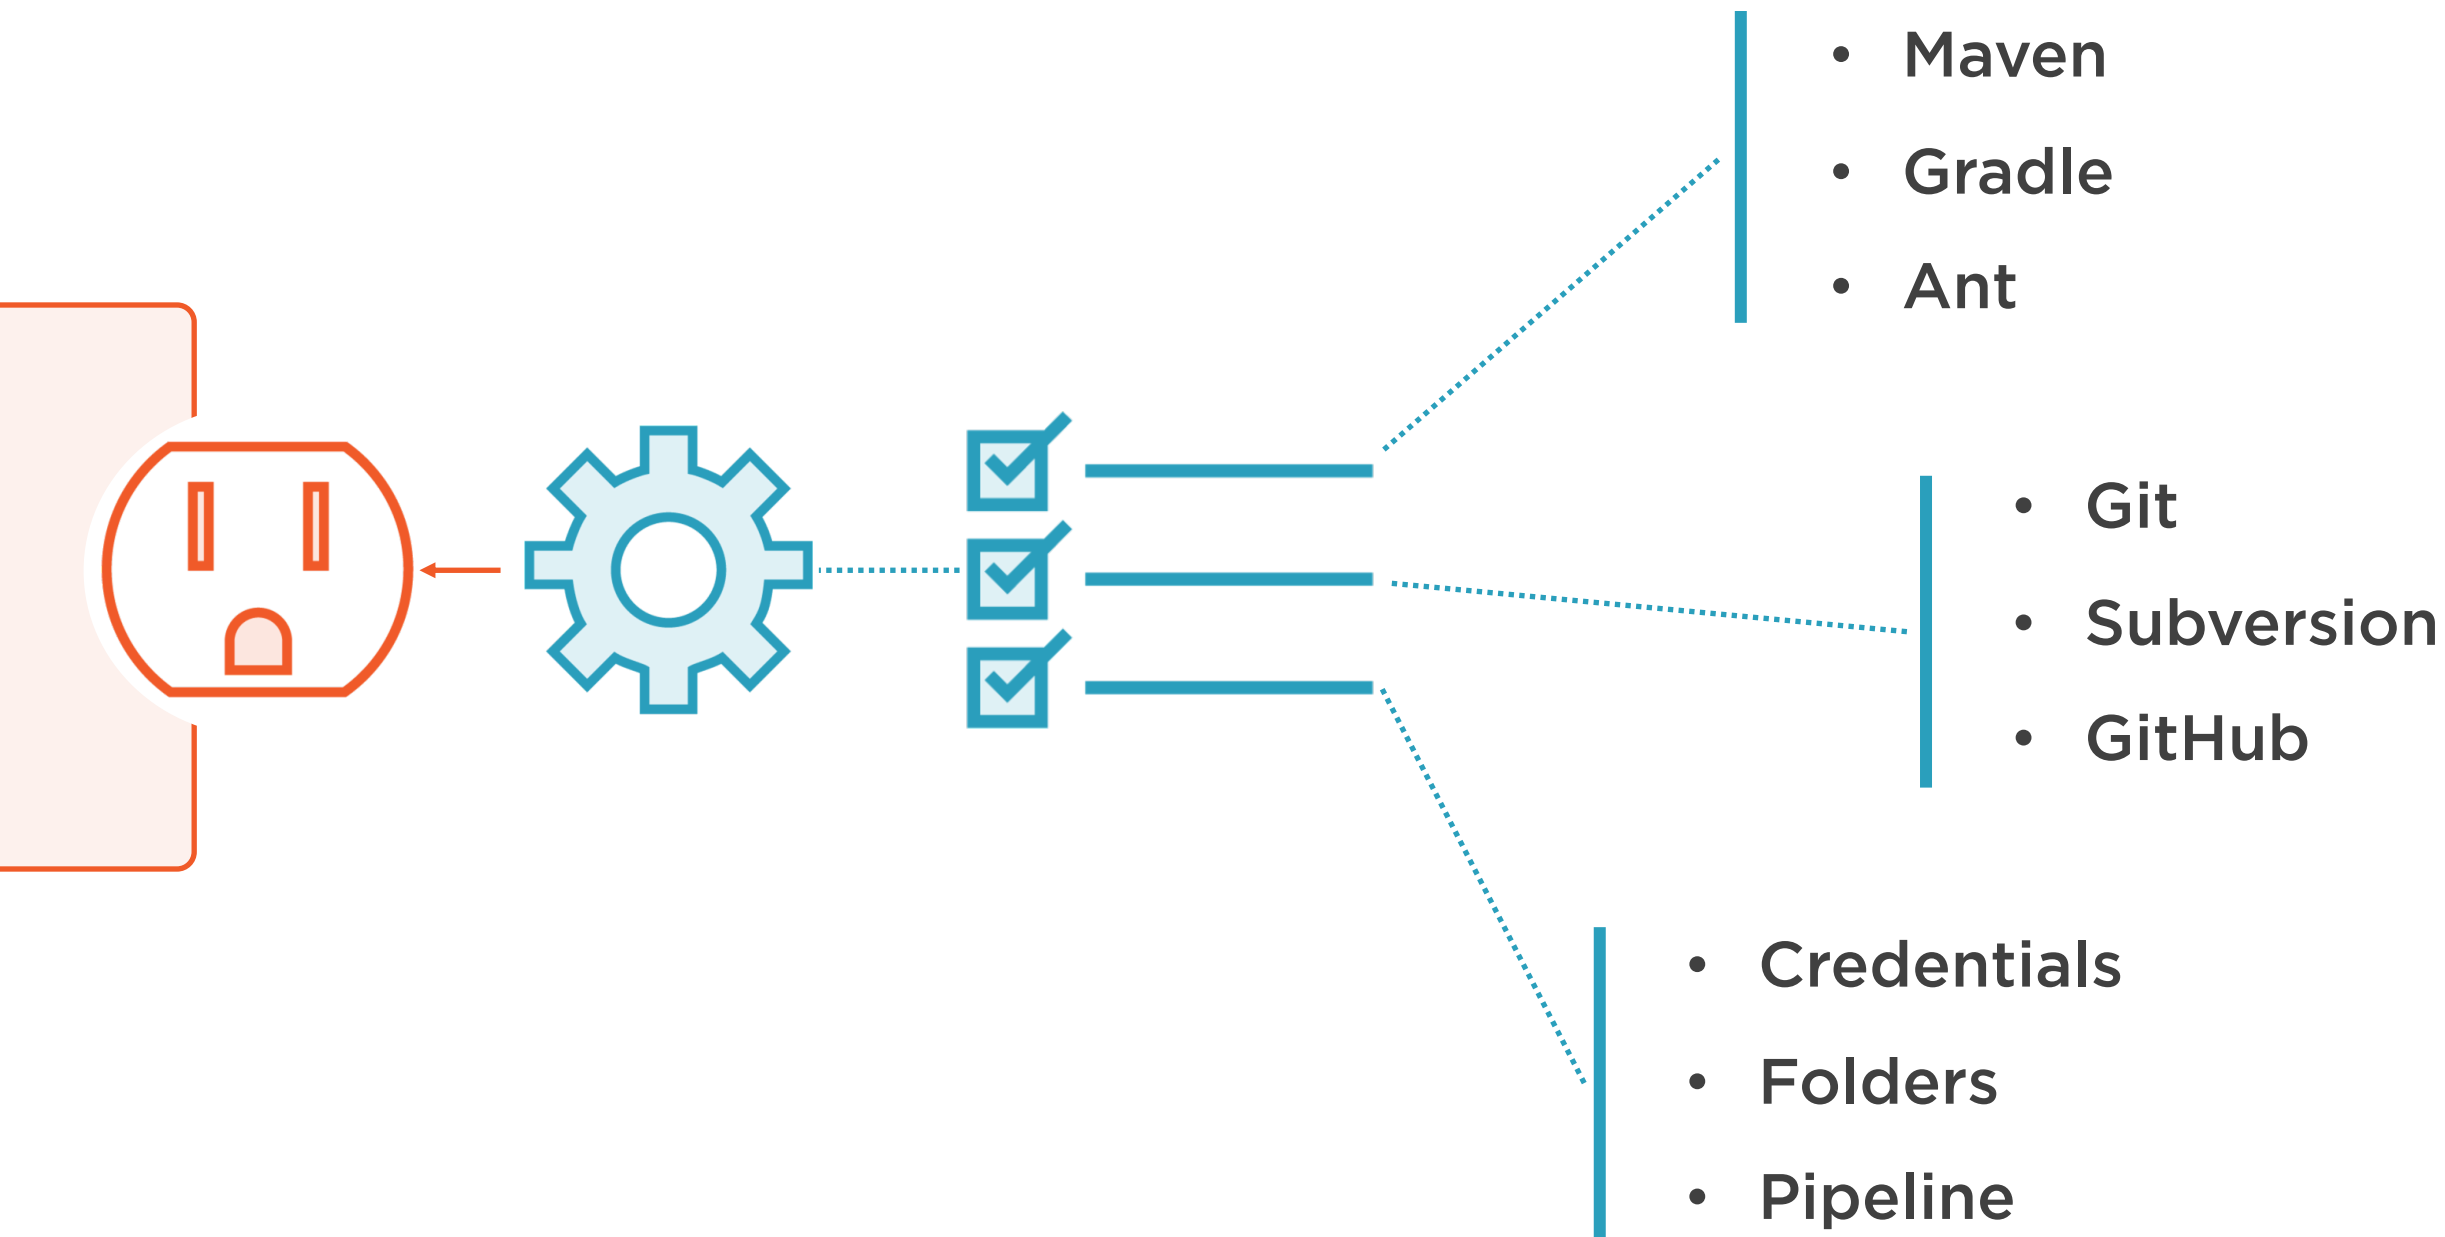 • Maven
• Gradle
• Ant
• Git
• Subversion
• GitHub
• Credentials
• Folders
• Pipeline